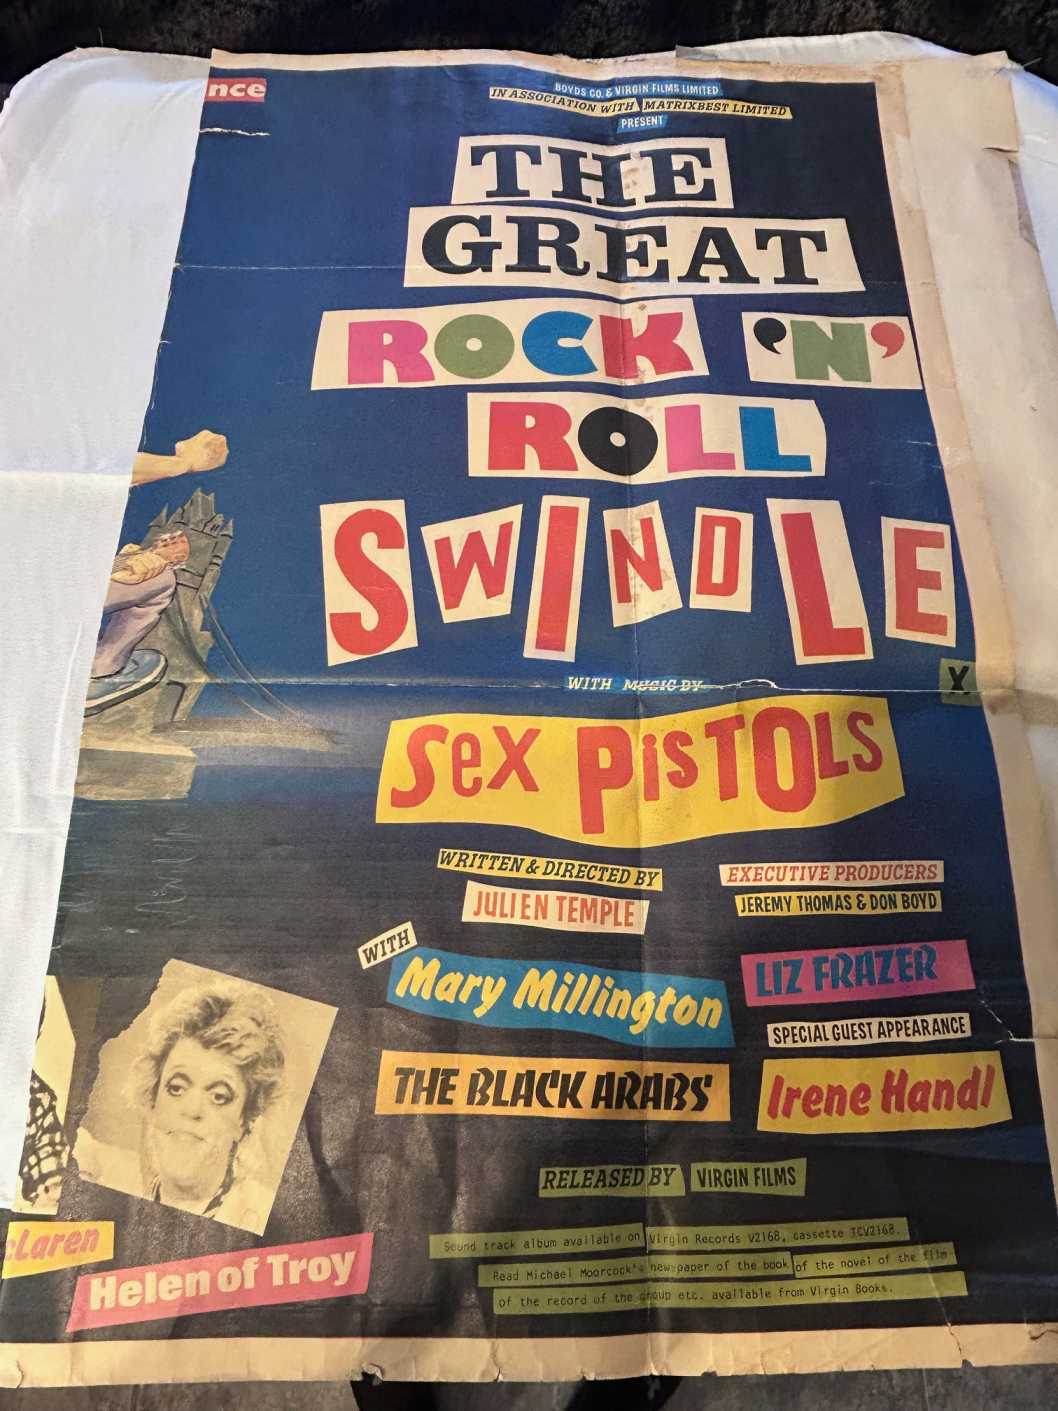 nce
BOYDS CO. & VIRGIN FILMS LIMITED
IN ASSOCIATION WITH MATRIXBEST LIMITED
PRESENT
THE
GREAT
ROCK 'N'
ROLL
SWINDLE
X
WITH MUSIC BY
SEX PISTOLS
WRITTEN & DIRECTED BY
JULIEN TEMPLE
EXECUTIVE PRODUCERS
JEREMY THOMAS & DON BOYD
WITH
Mary Millington
LIZ FRAZER
THE BLACK ARABS
SPECIAL GUEST APPEARANCE
Irene Handl
RELEASED BY VIRGIN FILMS
cLaren
Helen of Troy
Sound track album available on Virgin Records V2168, cassette TCV2168.
Read Michael Moorcock's newspaper of the book of the novel of the film
of the record of the group etc. available from Virgin Books.